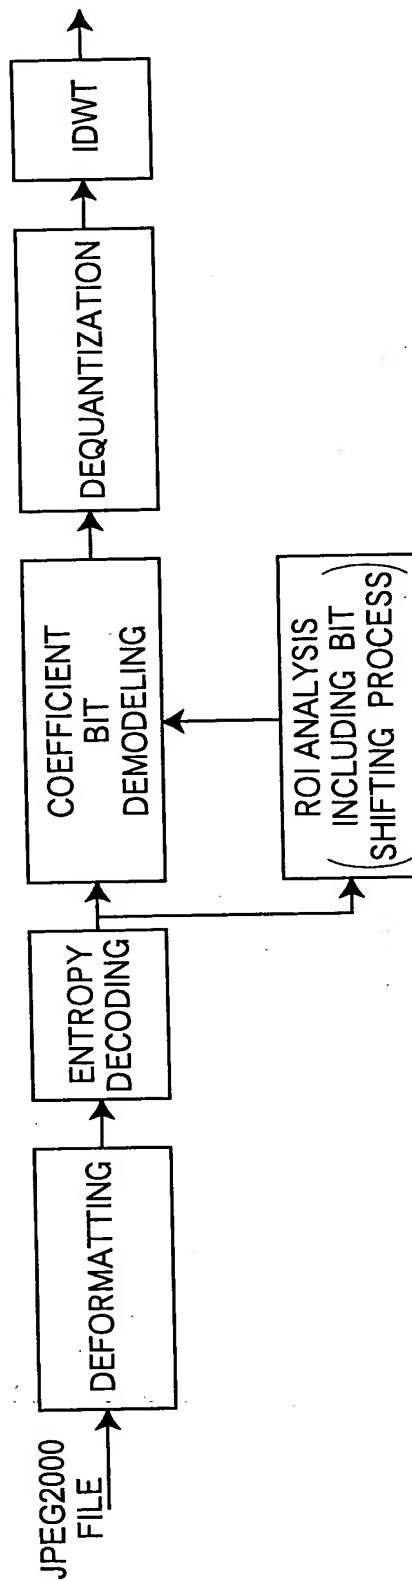 JPEG2000
FILE
DEFORMATTING
ENTROPY
DECODING
COEFFICIENT
BIT
DEMODELING
ROI ANALYSIS
(INCLUDING BIT
SHIFTING PROCESS)
DEQUANTIZATION
IDWT